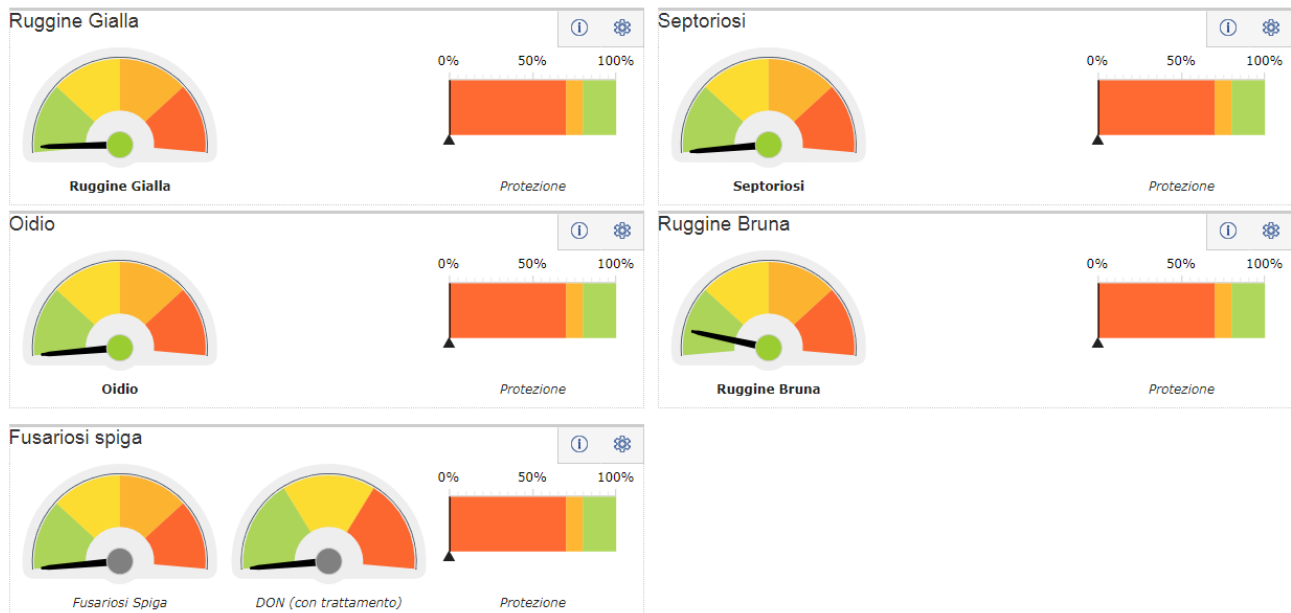 Ruggine Gialla
0% 50% 100%
Ruggine Gialla
Protezione
Septoriosi
0% 50% 100%
Septoriosi
Protezione
Oidio
0% 50% 100%
Oidio
Protezione
Ruggine Bruna
0% 50% 100%
Ruggine Bruna
Protezione
Fusariosi spiga
0% 50% 100%
Fusariosi Spiga
DON (con trattamento)
Protezione